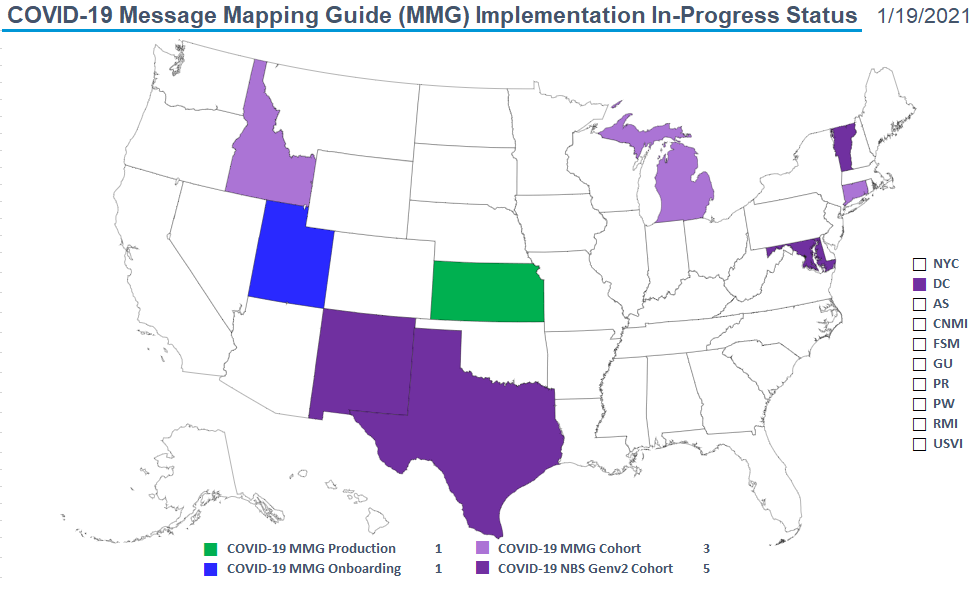 COVID-19 Message Mapping Guide (MMG) Implementation In-Progress Status 1/19/2021
NYC
DC
AS
CNMI
FSM
GU
PR
PW
RMI
USVI
COVID-19 MMG Production 1 COVID-19 MMG Cohort 3
COVID-19 MMG Onboarding 1 COVID-19 NBS Genv2 Cohort 5